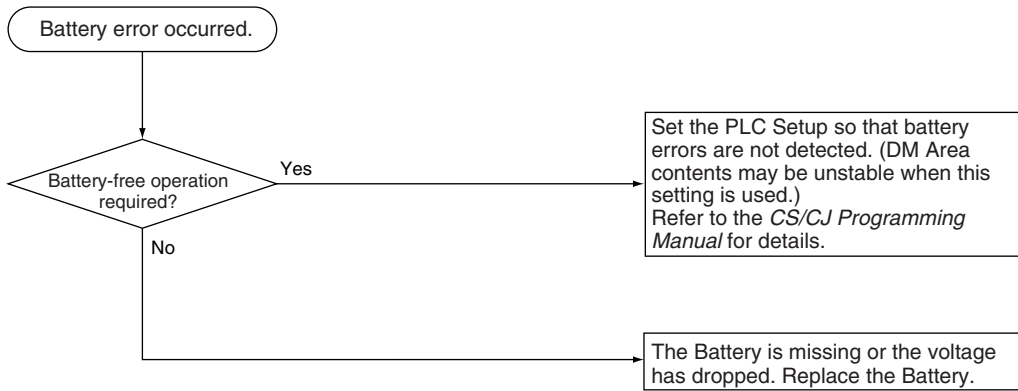 Battery error occurred.
Battery-free operation
required?
Yes
No
Set the PLC Setup so that battery
errors are not detected. (DM Area
contents may be unstable when this
setting is used.)
Refer to the CS/CJ Programming
Manual for details.
The Battery is missing or the voltage
has dropped. Replace the Battery.